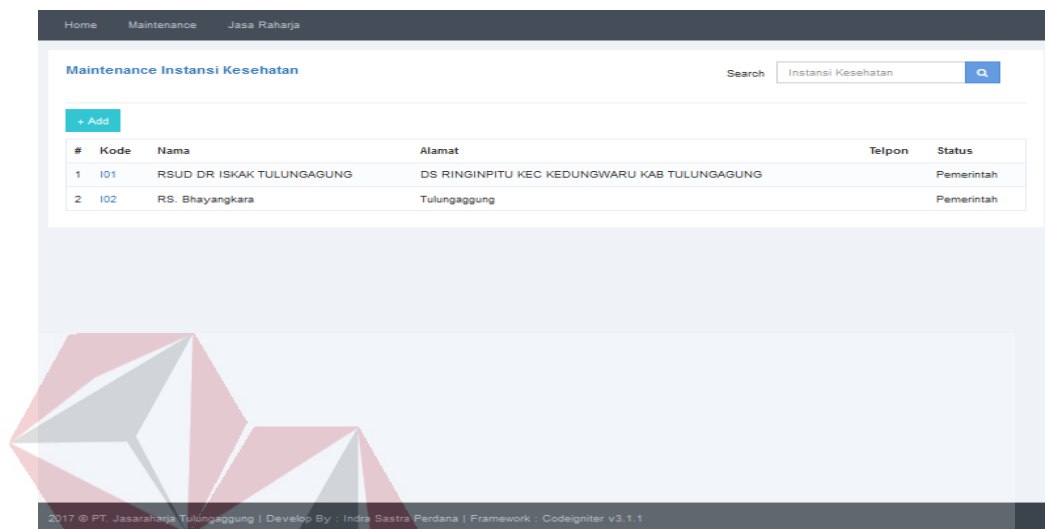 Home Maintenance Jasa Raharja
Maintenance Instansi Kesehatan
Search Instansi Kesehatan
+ Add
# Kode Nama Alamat Telpon Status
1 I01 RSUD DR ISKAK TULUNGAGUNG DS RINGINPITU KEC KEDUNGWARU KAB TULUNGAGUNG Pemerintah
2 I02 RS. Bhayangkara Tulungaggung Pemerintah
2017 © PT. Jasaraharja Tulungaggung | Develop By : Indra Sastra Perdana | Framework : Codeigniter v3.1.1